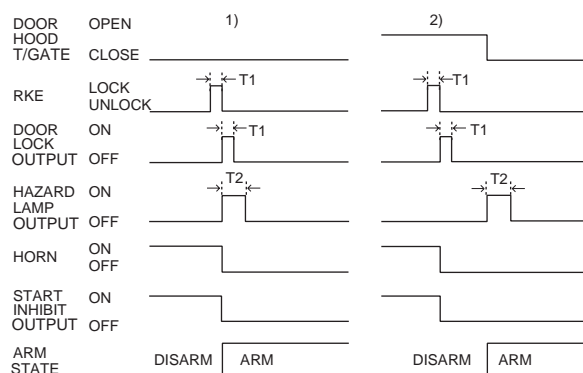 DOOR OPEN 1) 2)
HOOD
T/GATE CLOSE
T1 T1
RKE LOCK
UNLOCK
DOOR ON T1 T1
LOCK
OUTPUT OFF
HAZARD ON T2 T2
LAMP
OUTPUT OFF
HORN ON
OFF
START ON
INHIBIT
OUTPUT OFF
ARM DISARM ARM DISARM ARM
STATE